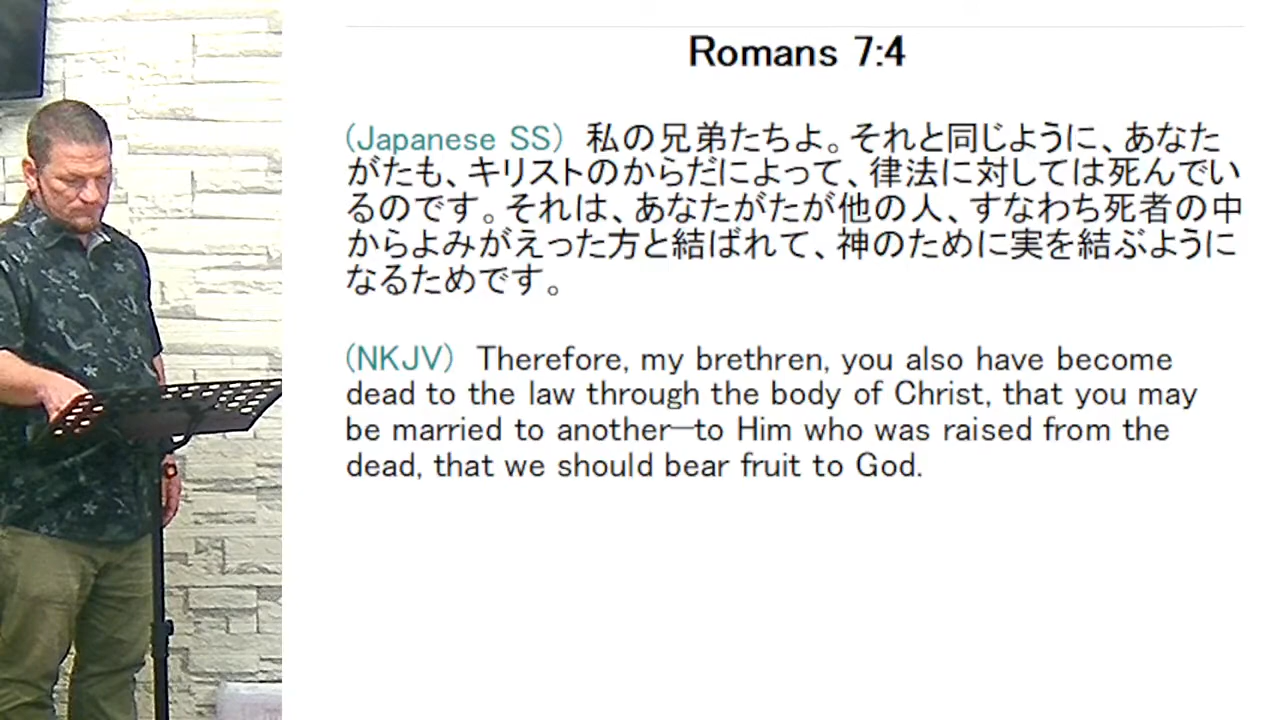 Romans 7:4
(Japanese SS) 私の兄弟たちよ。それと同じように、あなた
がたも、キリストのからだによって、律法に対しては死んでい
るのです。それは、あなたがたが他の人、すなわち死者の中
からよみがえった方と結ばれて、神のために実を結ぶように
なるためです。
(NKJV) Therefore, my brethren, you also have become
dead to the law through the body of Christ, that you may
be married to another—to Him who was raised from the
dead, that we should bear fruit to God.